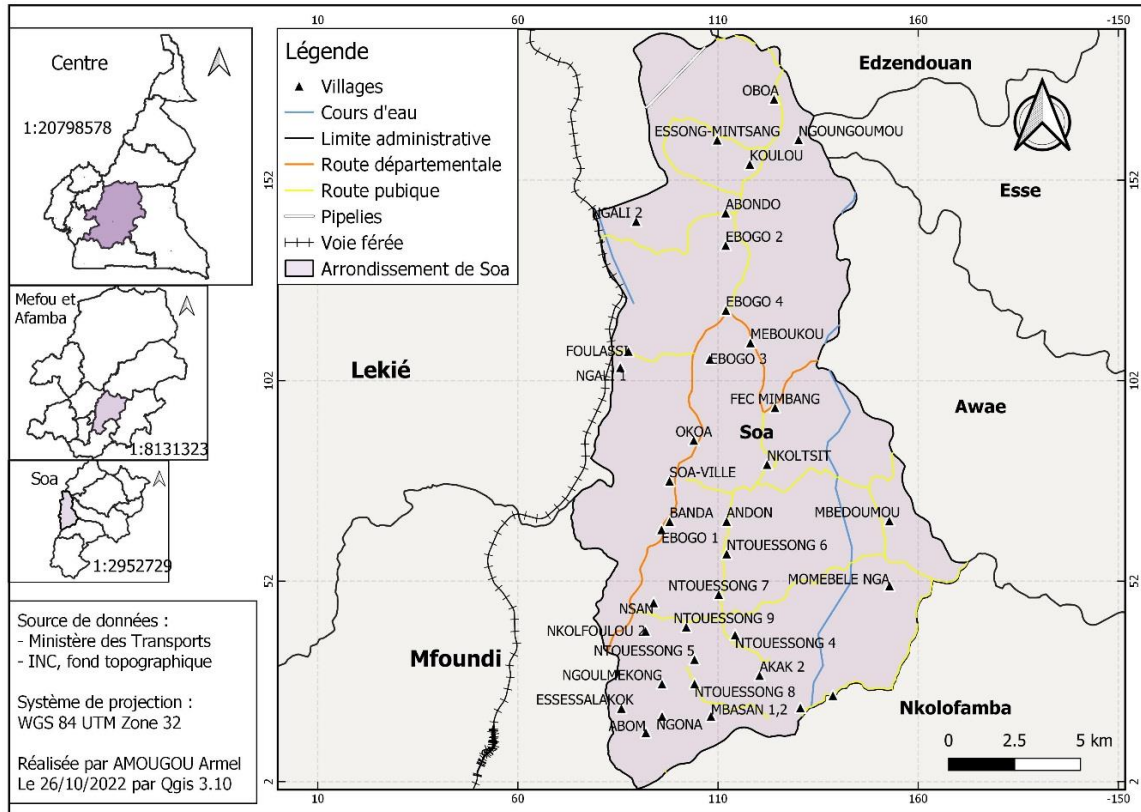 Centre
1:20798578
Mefou et
Afamba
1:8131323
Soa
1:2952729
Source de données :
- Ministère des Transports
- INC, fond topographique
Système de projection :
WGS 84 UTM Zone 32
Réalisée par AMOUGOU Armel
Le 26/10/2022 par Qgis 3.10
10 60 110 160 -150
Légende
Villages
Cours d'eau
Limite administrative
Route départementale
Route pubique
Pipelies
Voie férée
Arrondissement de Soa
Edzendouan
OBOA
ESSONG-MINTSANG
NGOUNGOUMOU
KOULOU
152
152
Esse
NGALI 2
ABONDO
EBOGO 2
EBOGO 4
MEBOUKOU
FOULASSI
EBOGO 3
NGALI 1
Lekié
102
102
FEC MIMBANG
Awae
OKOA
Soa
NKOLTSIT
SOA-VILLE
BANDA
ANDON
MBEDOUMOU
EBOGO 1
NTOUESSONG 6
52
52
NTOUESSONG 7
MOMEBELE NGA
NSAN
NTOUESSONG 9
NKOLFOULOU 2
NTOUESSONG 4
NTOUESSONG 5
Mfoundi
AKAK 2
NGOULMEKONG
NTOUESSONG 8
ESSESSALAKOK
MBASAN 1,2
Nkolofamba
ABOM
NGONA
0 2.5 5 km
2
2
10 60 110 160 -150